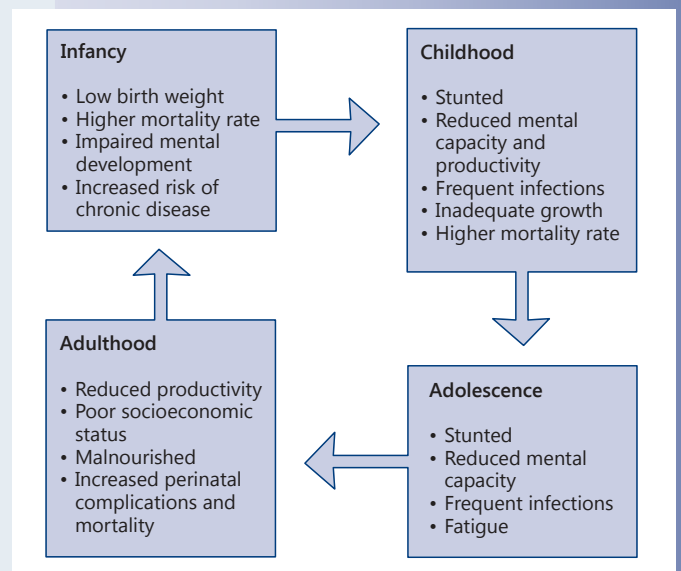 Infancy
• Low birth weight
• Higher mortality rate
• Impaired mental
development
• Increased risk of
chronic disease
Childhood
• Stunted
• Reduced mental
capacity and
productivity
• Frequent infections
• Inadequate growth
• Higher mortality rate
Adolescence
• Stunted
• Reduced mental
capacity
• Frequent infections
• Fatigue
Adulthood
• Reduced productivity
• Poor socioeconomic
status
• Malnourished
• Increased perinatal
complications and
mortality